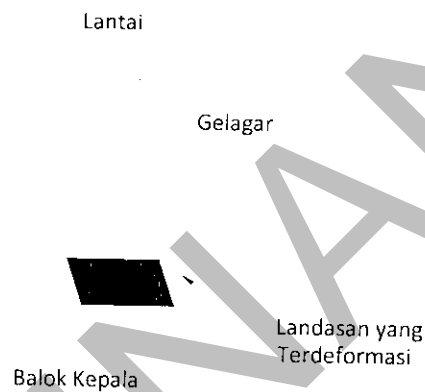 Lantai
Gelagar
Landasan yang
Terdeformasi
Balok Kepala